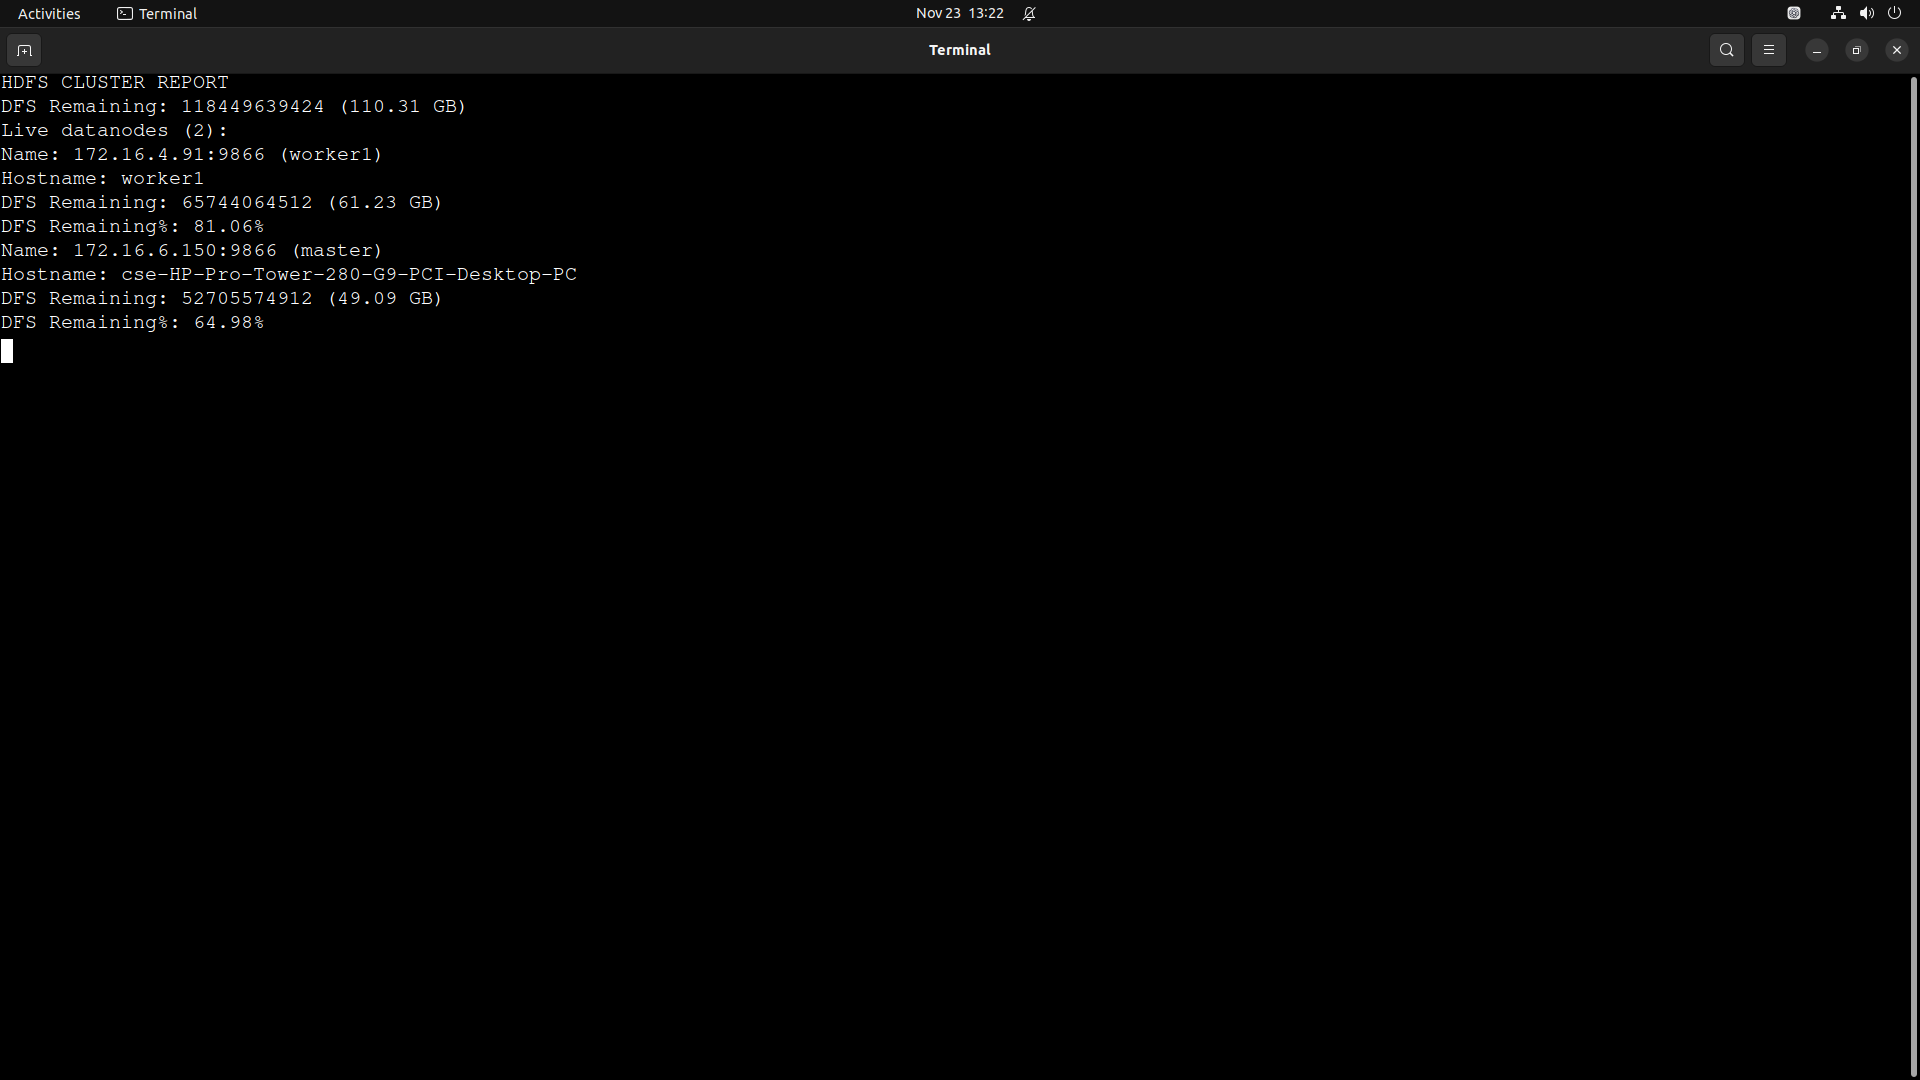 Activities Terminal Nov 23 13:22
Terminal
HDFS CLUSTER REPORT
DFS Remaining: 118449639424 (110.31 GB)
Live datanodes (2):
Name: 172.16.4.91:9866 (worker1)
Hostname: worker1
DFS Remaining: 65744064512 (61.23 GB)
DFS Remaining%: 81.06%
Name: 172.16.6.150:9866 (master)
Hostname: cse-HP-Pro-Tower-280-G9-PCI-Desktop-PC
DFS Remaining: 52705574912 (49.09 GB)
DFS Remaining%: 64.98%